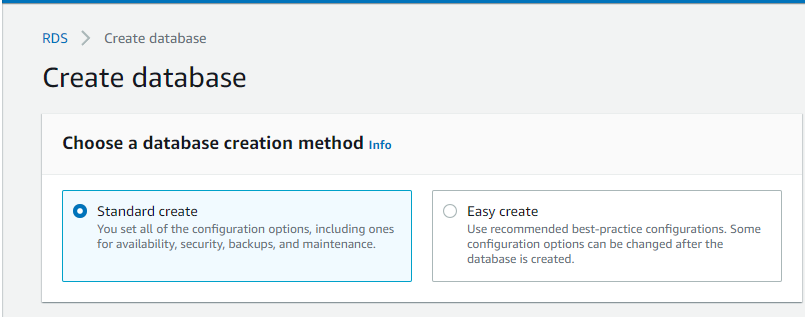 RDS > Create database
Create database
Choose a database creation method Info
Standard create
You set all of the configuration options, including ones
for availability, security, backups, and maintenance.
Easy create
Use recommended best-practice configurations. Some
configuration options can be changed after the
database is created.